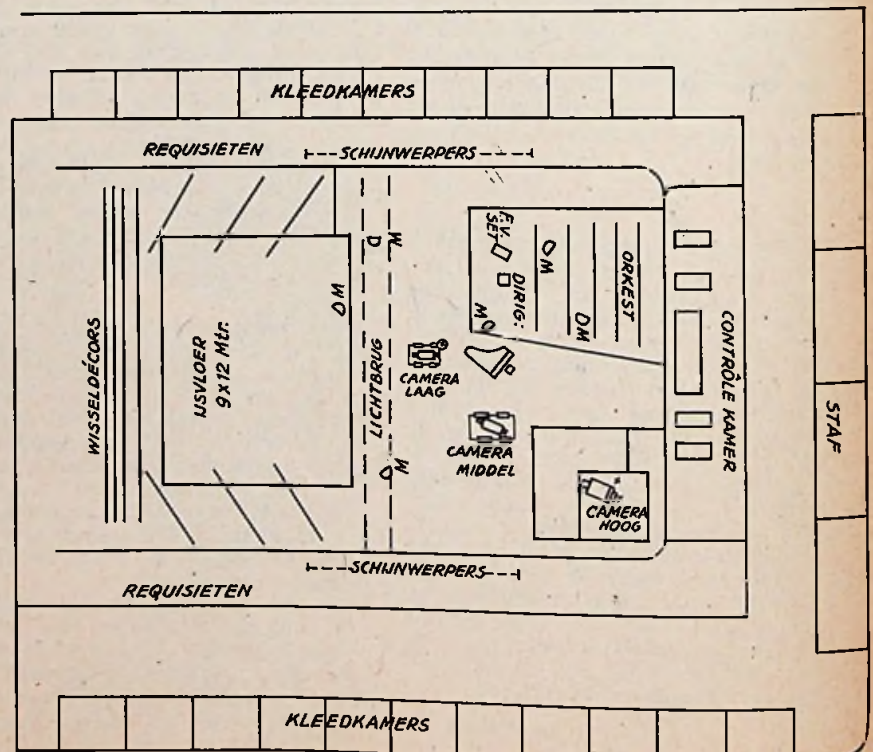 KLEEDKAMERS
REQUISIETEN
SCHIJNWERPERS
WISSELDÉCORS
IJSVLOER
9 x 12 Mtr.
M
D
M
LICHTBRUG
M
CAMERA
LAAG
CAMERA
MIDDEL
F.V.
SET
DIRIG:
M
M
M
ORKEST
CONTRÔLE KAMER
STAF
CAMERA
HOOG
SCHIJNWERPERS
REQUISIETEN
KLEEDKAMERS